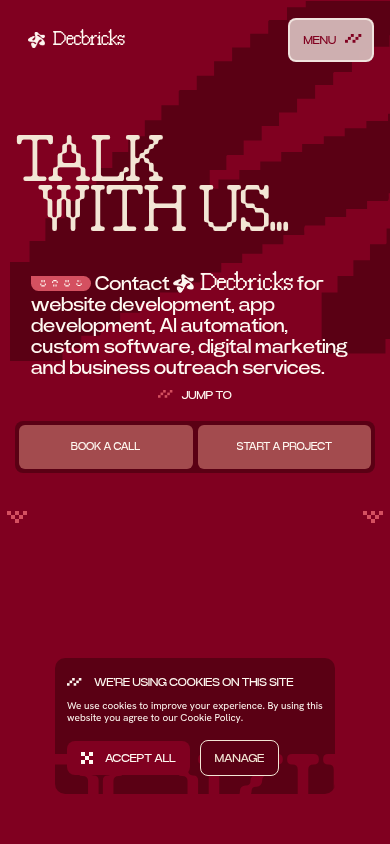 Decbricks
MENU
TALK
WITH US...
Contact Decbricks for
website development, app
development, AI automation,
custom software, digital marketing
and business outreach services.
JUMP TO
BOOK A CALL
START A PROJECT
WE'RE USING COOKIES ON THIS SITE
We use cookies to improve your experience. By using this
website you agree to our Cookie Policy.
ACCEPT ALL
MANAGE